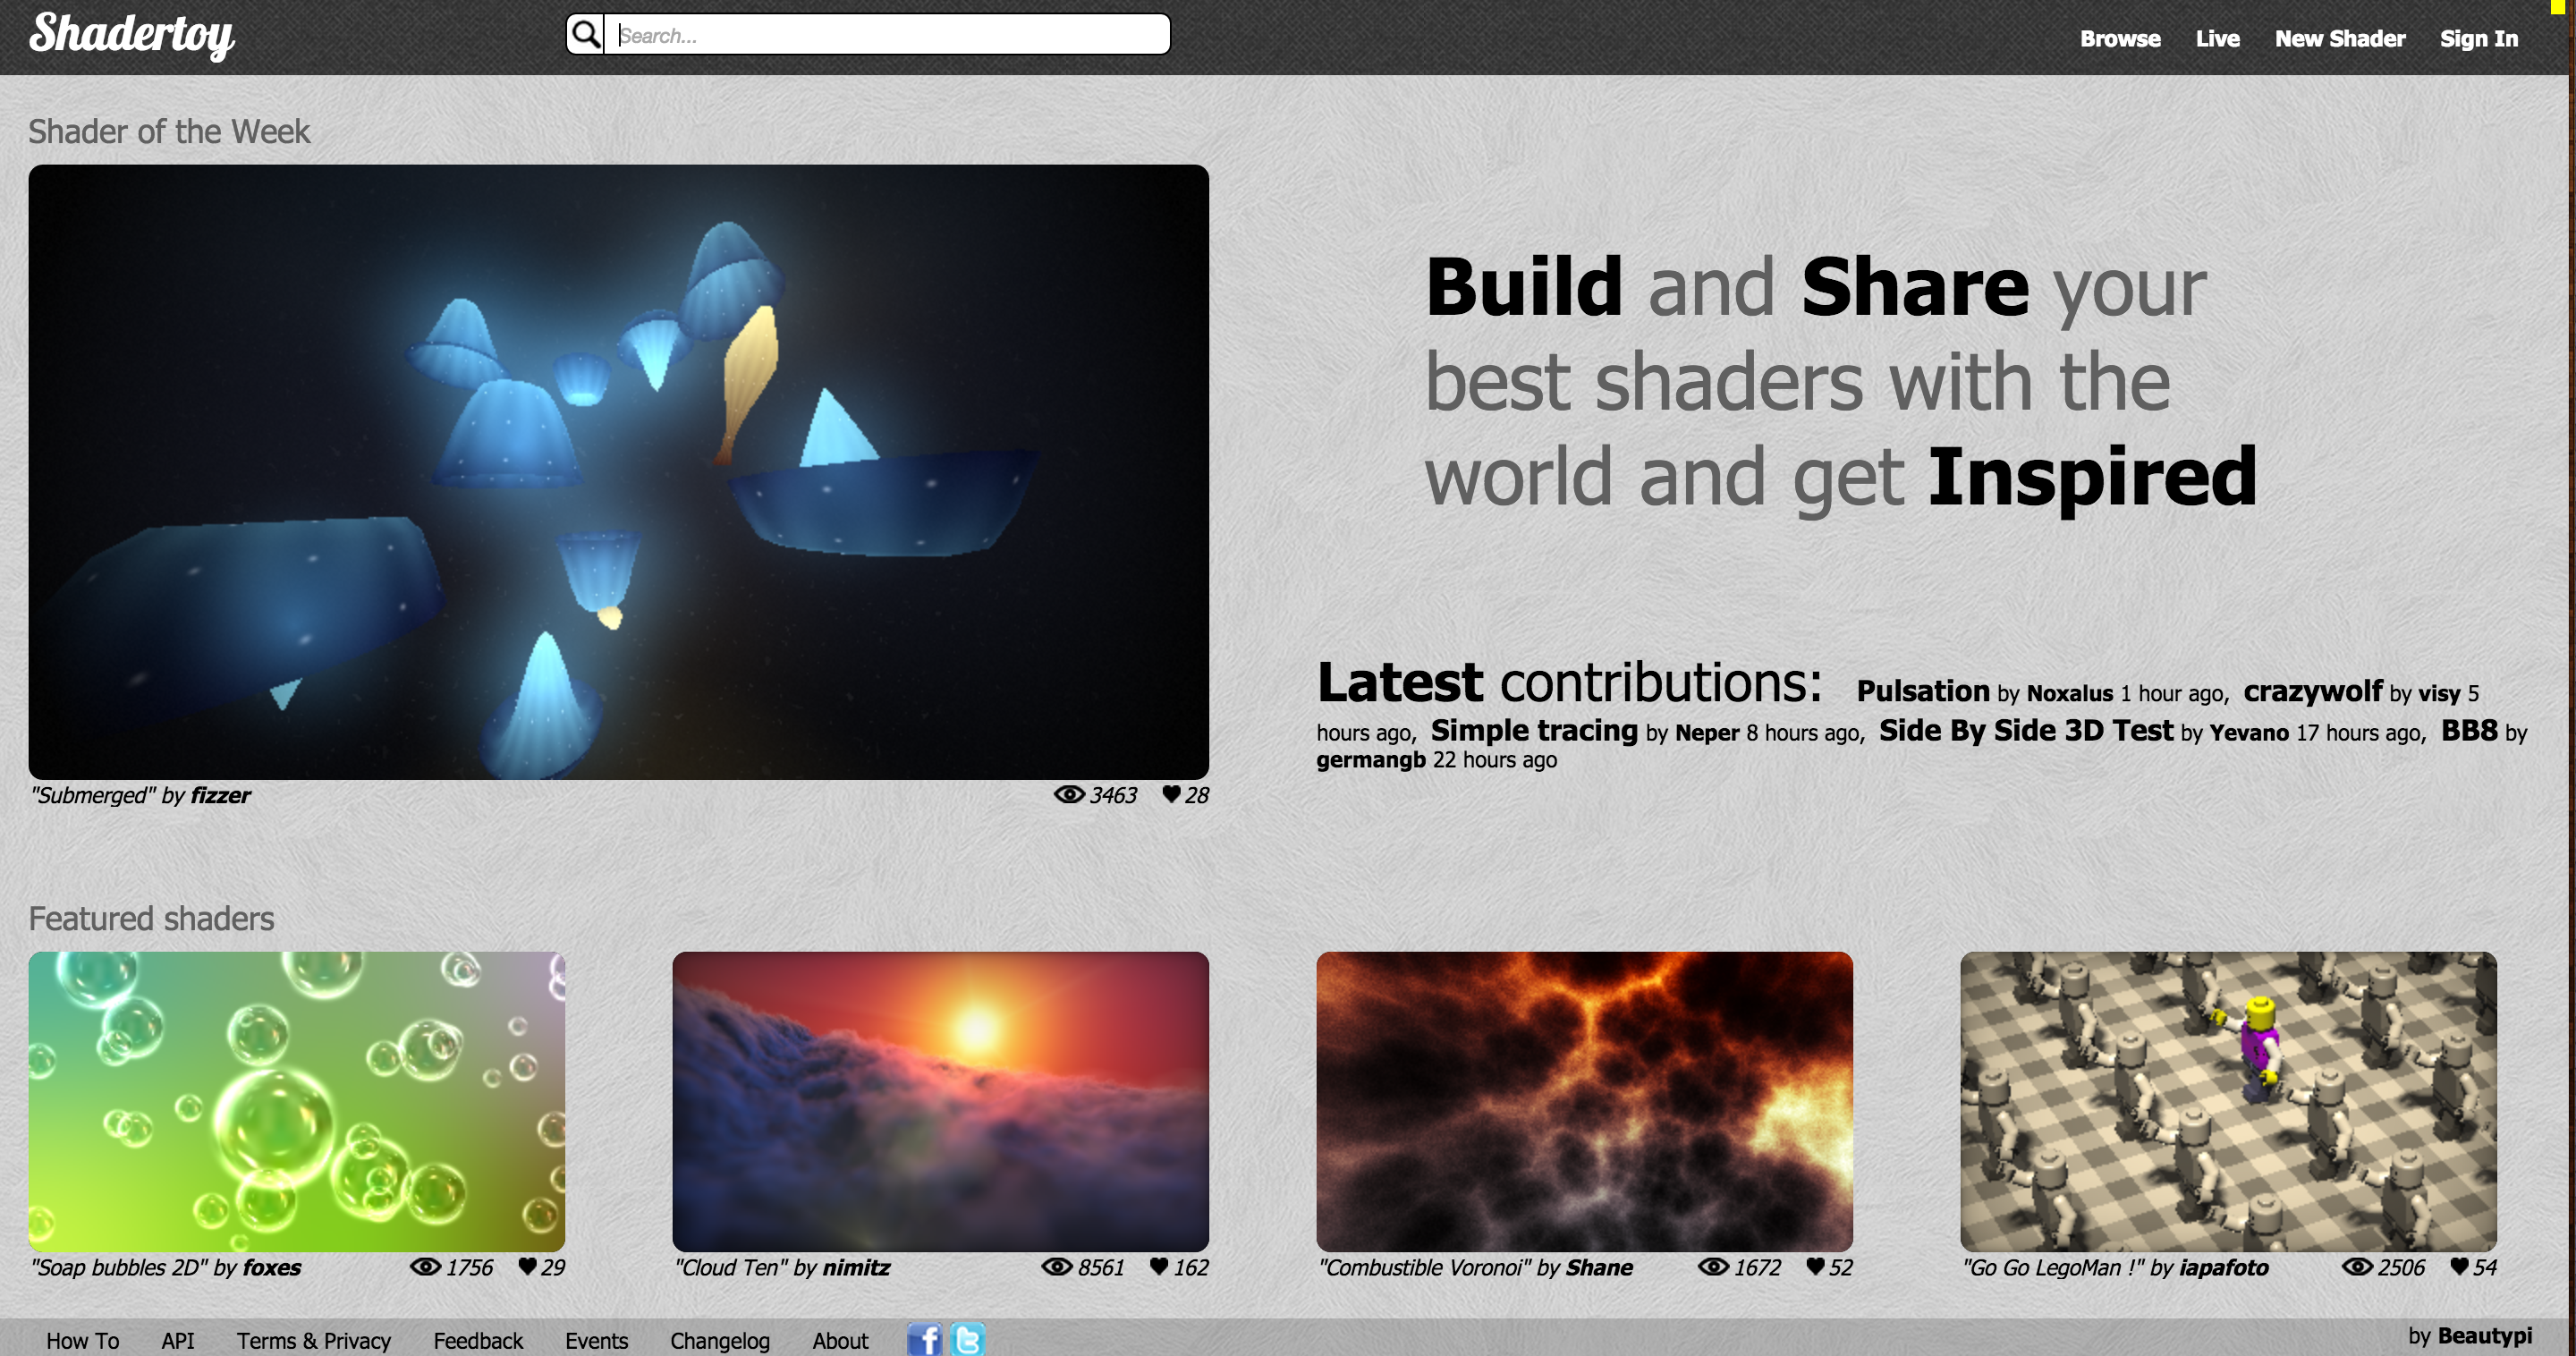 Shadertoy
Search...
Browse Live New Shader Sign In
Shader of the Week
Build and Share your
best shaders with the
world and get Inspired
Latest contributions: Pulsation by Noxalus 1 hour ago, crazywolf by visy 5
hours ago, Simple tracing by Neper 8 hours ago, Side By Side 3D Test by Yevano 17 hours ago, BB8 by
germangb 22 hours ago
"Submerged" by fizzer 3463 28
Featured shaders
"Soap bubbles 2D" by foxes 1756 29
"Cloud Ten" by nimitz 8561 162
"Combustible Voronoi" by Shane 1672 52
"Go Go LegoMan !" by iapafoto 2506 54
How To API Terms & Privacy Feedback Events Changelog About f t by Beautypi